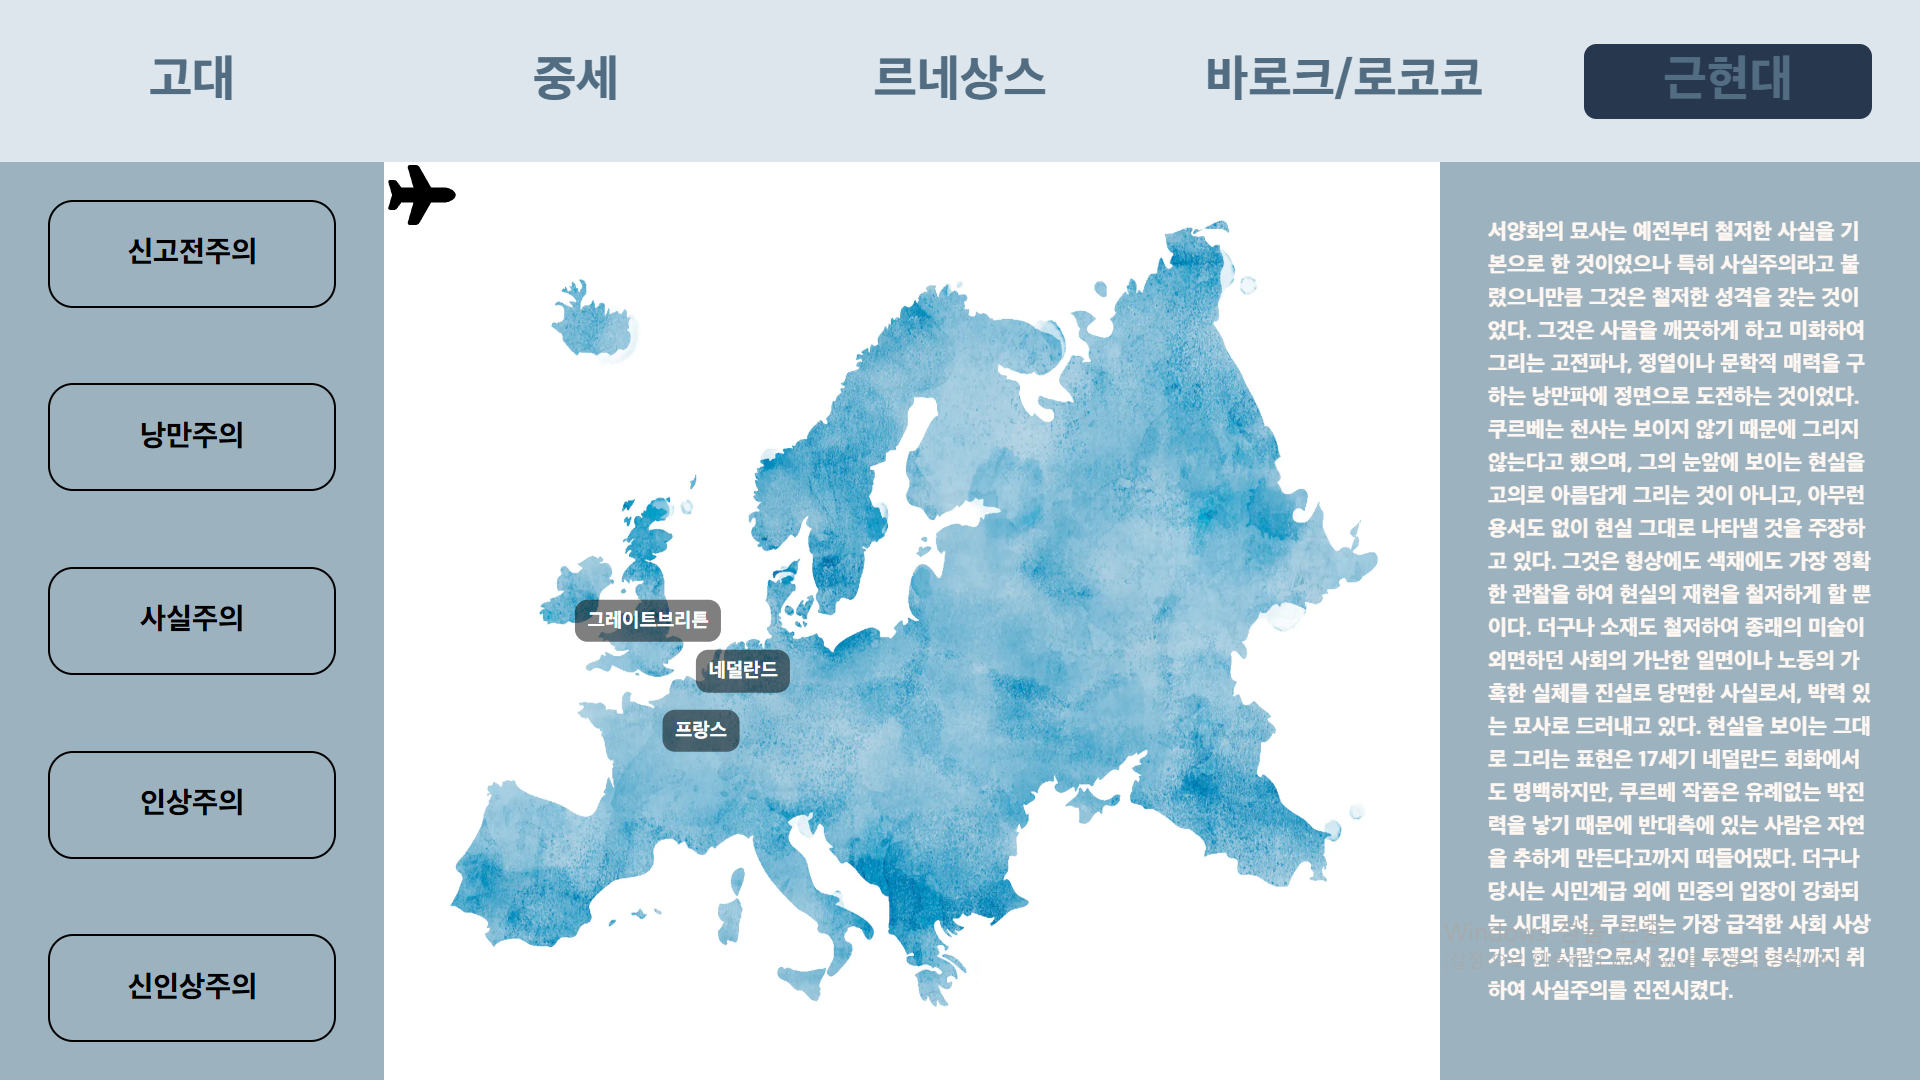 고대
중세
르네상스
바로크/로코코
근현대
신고전주의
낭만주의
사실주의
인상주의
신인상주의
그레이트브리튼
네덜란드
프랑스
서양화의 묘사는 예전부터 철저한 사실을 기
본으로 한 것이었으나 특히 사실주의라고 불
렸으니만큼 그것은 철저한 성격을 갖는 것이
었다. 그것은 사물을 깨끗하게 하고 미화하여
그리는 고전파나, 정열이나 문학적 매력을 구
하는 낭만파에 정면으로 도전하는 것이었다.
쿠르베는 천사는 보이지 않기 때문에 그리지
않는다고 했으며, 그의 눈앞에 보이는 현실을
고의로 아름답게 그리는 것이 아니고, 아무런
용서도 없이 현실 그대로 나타낼 것을 주장하
고 있다. 그것은 형상에도 색채에도 가장 정확
한 관찰을 하여 현실의 재현을 철저하게 할 뿐
이다. 더구나 소재도 철저하여 종래의 미술이
외면하던 사회의 가난한 일면이나 노동의 가
혹한 실체를 진실로 당면한 사실로서, 박력 있
는 묘사로 드러내고 있다. 현실을 보이는 그대
로 그리는 표현은 17세기 네덜란드 회화에서
도 명백하지만, 쿠르베 작품은 유례없는 박진
력을 낳기 때문에 반대측에 있는 사람은 자연
을 추하게 만든다고까지 떠들어댔다. 더구나
당시는 시민계급 외에 민중의 입장이 강화되
는 시대로서 쿠르베는 가장 급격한 사회 사상
가의 한 사람으로서 깊이 투쟁의 형식까지 취
하여 사실주의를 진전시켰다.